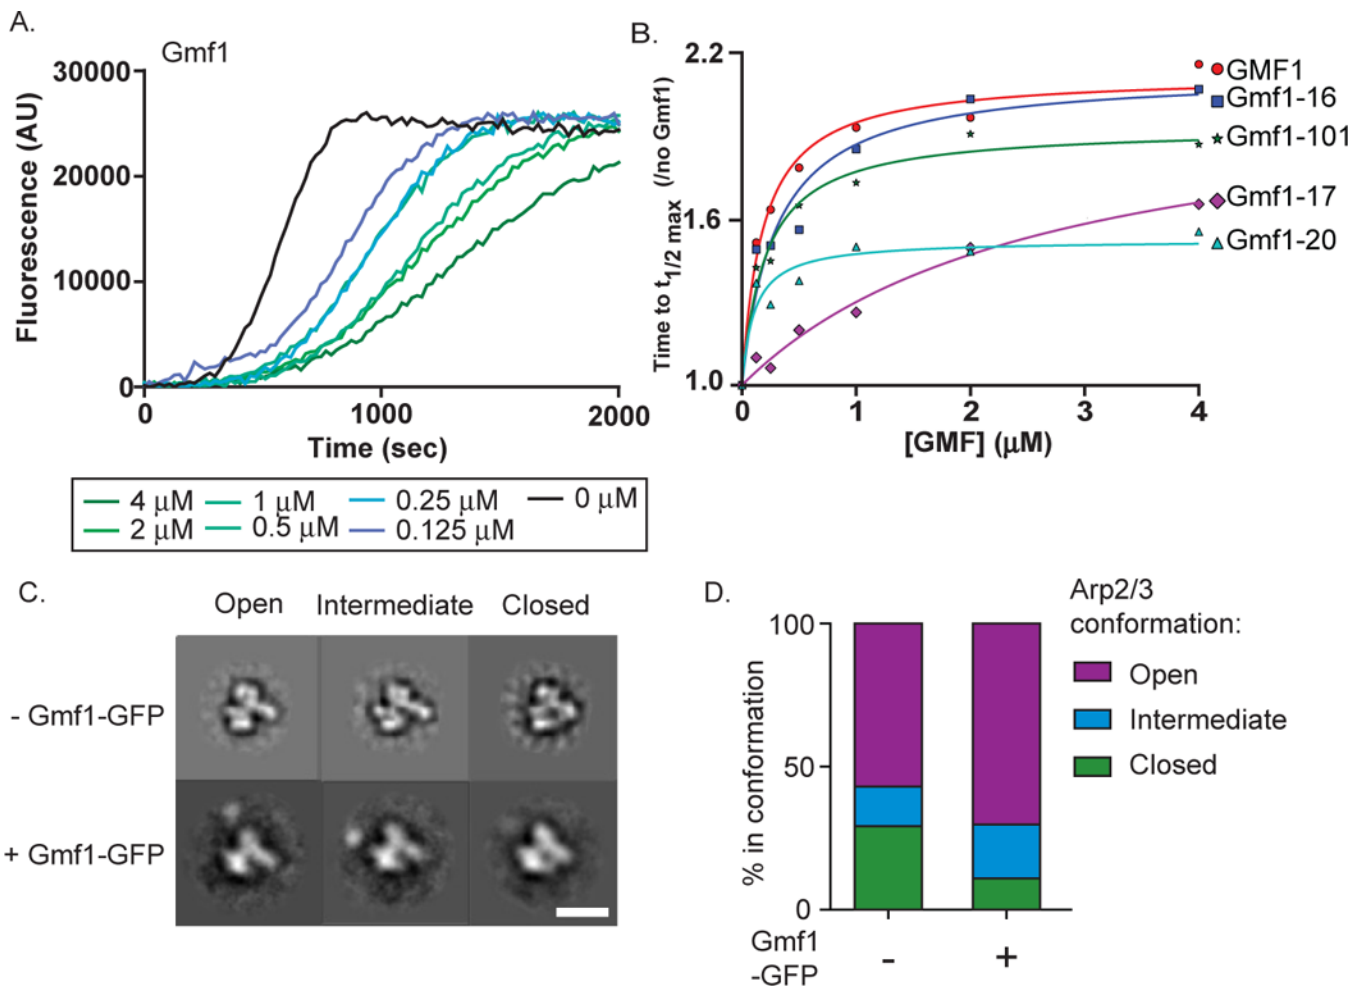 A.
Gmf1
30000
20000
10000
0
Fluorescence (AU)
0
1000
2000
Time (sec)
4 µM
1 µM
0.25 µM
0 µM
2 µM
0.5 µM
0.125 µM
B.
2.2
1.6
1.0
Time to t1/2 max (/no Gmf1)
0
1
2
3
4
[GMF] (µM)
GMF1
Gmf1-16
Gmf1-101
Gmf1-17
Gmf1-20
C.
Open
Intermediate
Closed
- Gmf1-GFP
+ Gmf1-GFP
D.
100
50
0
% in conformation
Gmf1
-GFP
-
+
Arp2/3
conformation:
Open
Intermediate
Closed